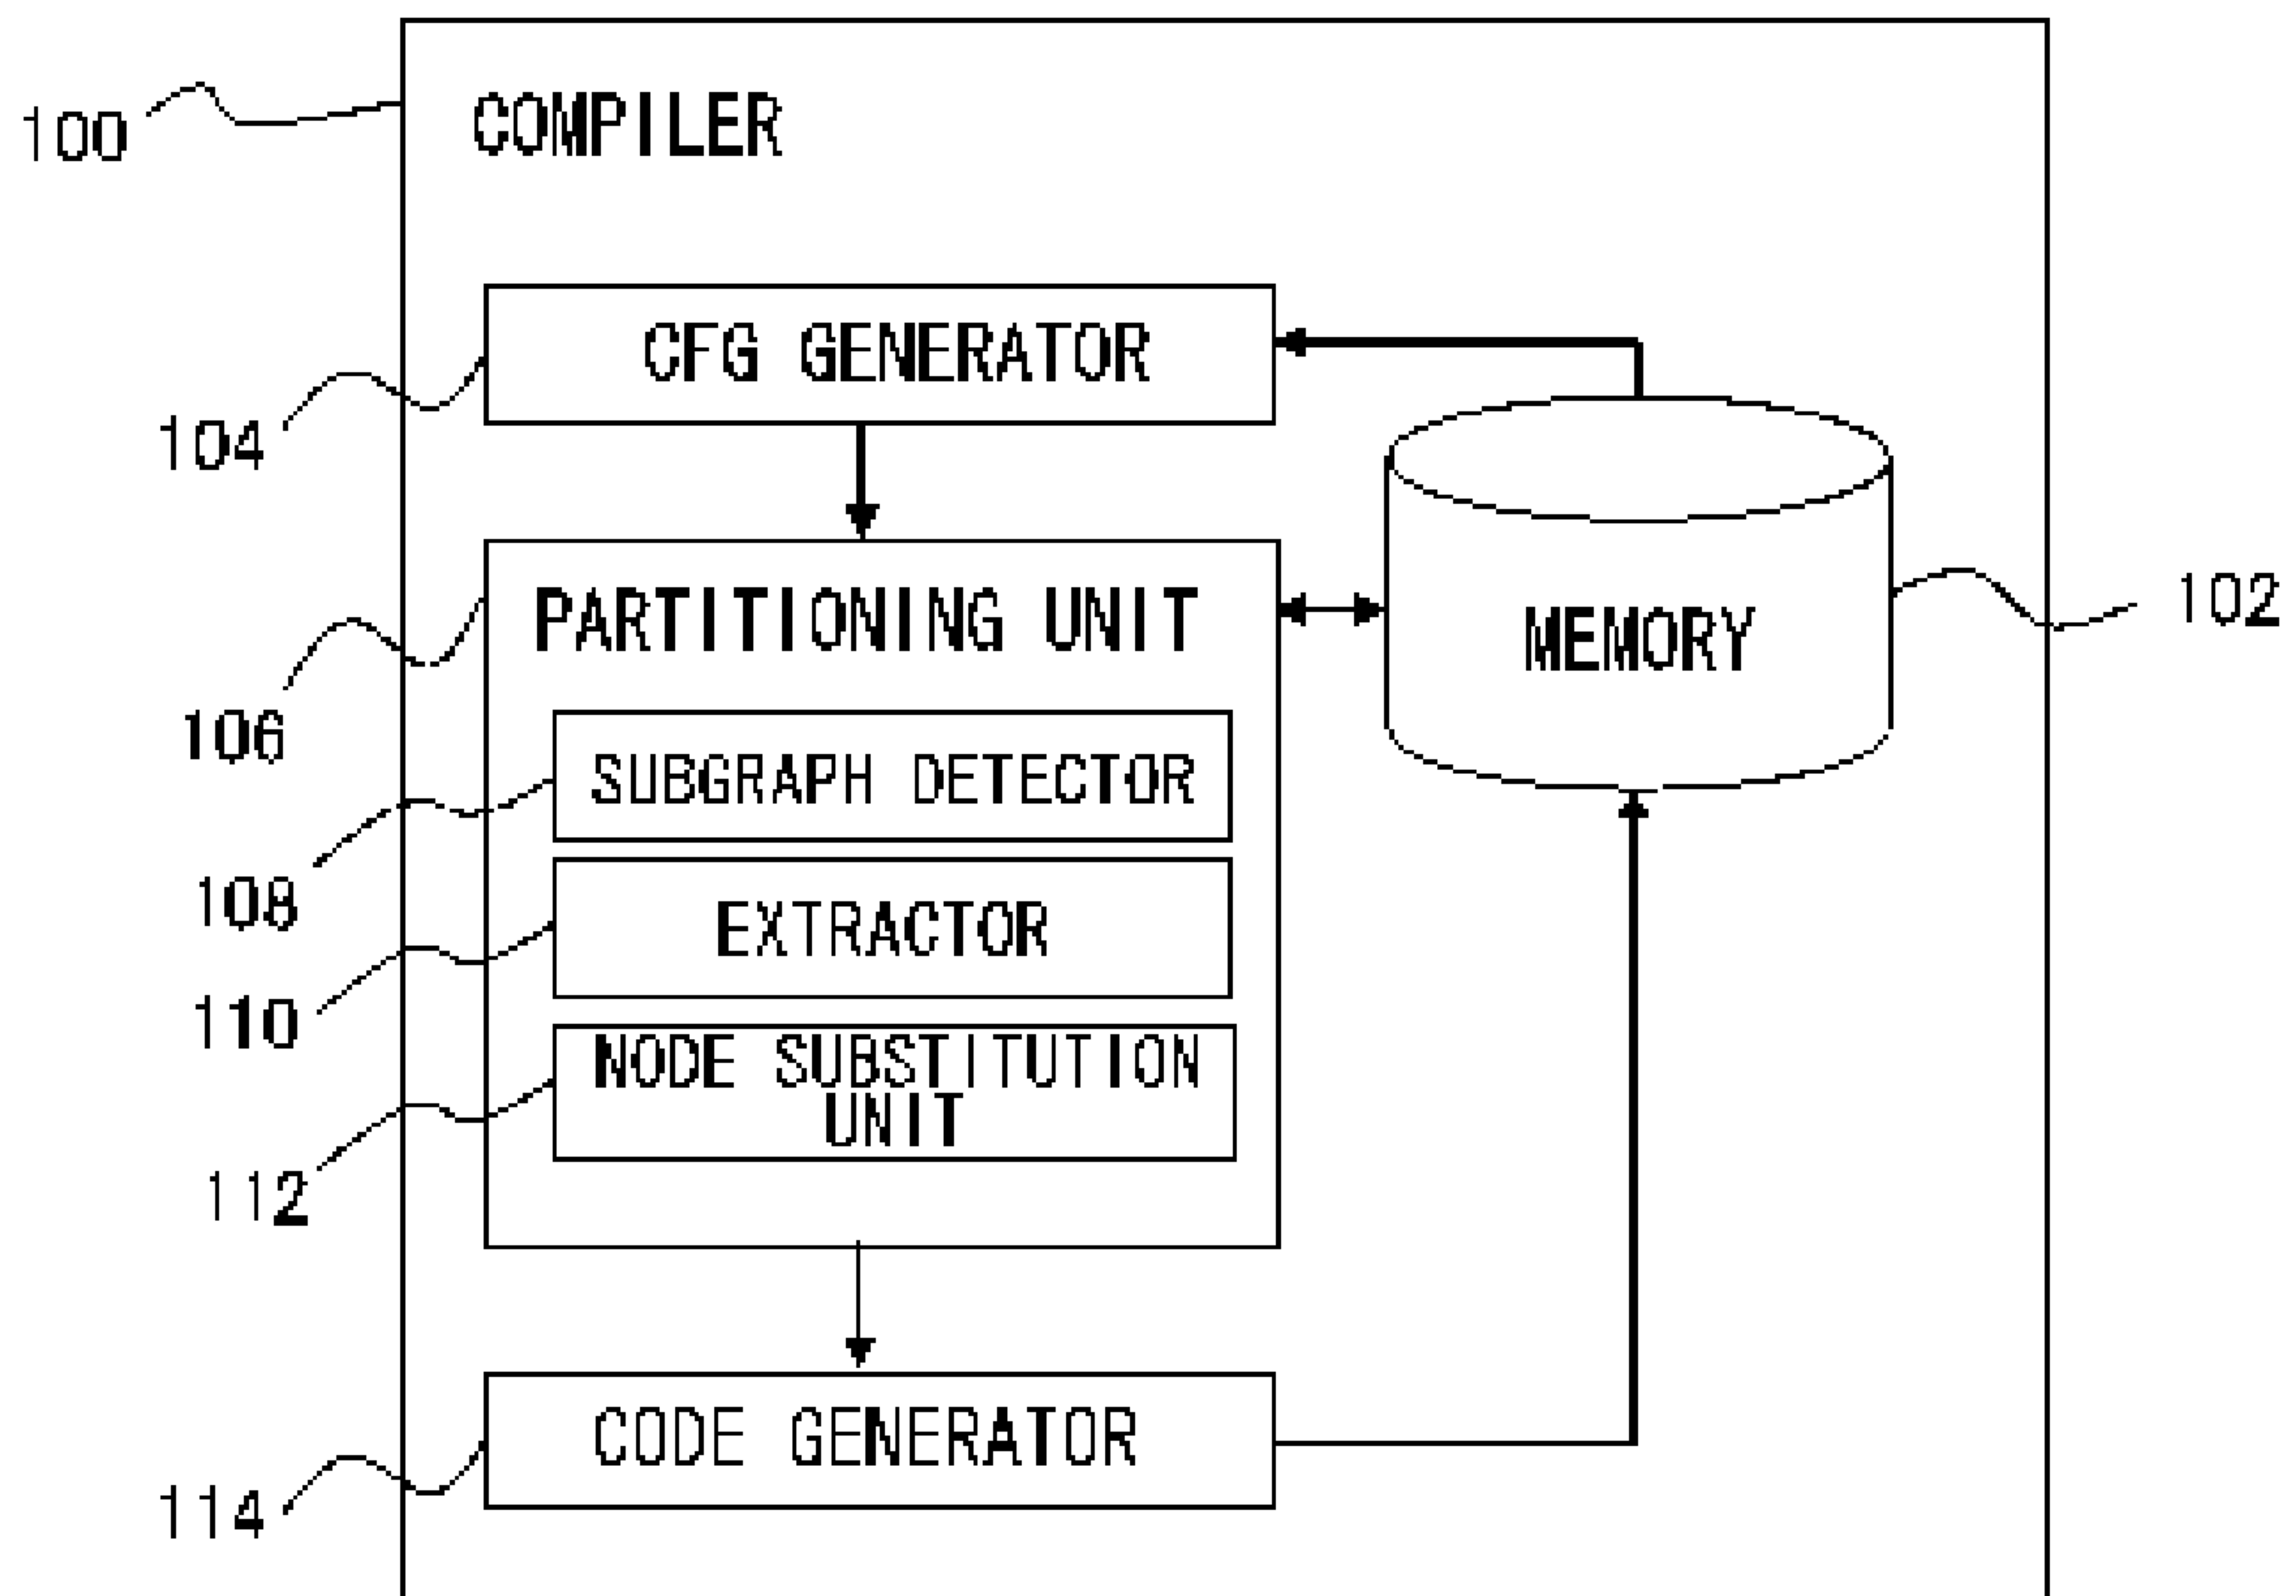 100
COMPILER
CFG GENERATOR
104
PARTITIONING UNIT
MEMORY
102
106
SUBGRAPH DETECTOR
108
EXTRACTOR
110
NODE SUBSTITUTION
UNIT
112
CODE GENERATOR
114